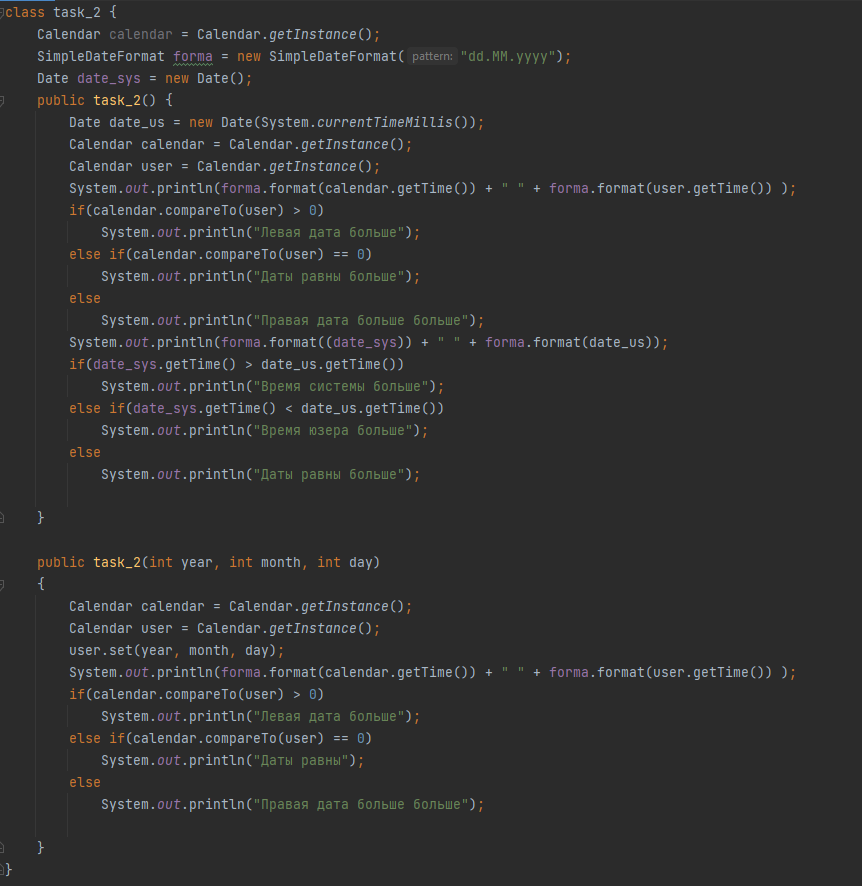 class task_2 {
    Calendar calendar = Calendar.getInstance();
    SimpleDateFormat forma = new SimpleDateFormat( pattern: "dd.MM.yyyy");
    Date date_sys = new Date();
    public task_2() {
        Date date_us = new Date(System.currentTimeMillis());
        Calendar calendar = Calendar.getInstance();
        Calendar user = Calendar.getInstance();
        System.out.println(forma.format(calendar.getTime()) + " " + forma.format(user.getTime()) );
        if(calendar.compareTo(user) > 0)
            System.out.println("Левая дата больше");
        else if(calendar.compareTo(user) == 0)
            System.out.println("Даты равны больше");
        else
            System.out.println("Правая дата больше больше");
        System.out.println(forma.format((date_sys)) + " " + forma.format(date_us));
        if(date_sys.getTime() > date_us.getTime())
            System.out.println("Время системы больше");
        else if(date_sys.getTime() < date_us.getTime())
            System.out.println("Время юзера больше");
        else
            System.out.println("Даты равны больше");
    }
    public task_2(int year, int month, int day)
    {
        Calendar calendar = Calendar.getInstance();
        Calendar user = Calendar.getInstance();
        user.set(year, month, day);
        System.out.println(forma.format(calendar.getTime()) + " " + forma.format(user.getTime()) );
        if(calendar.compareTo(user) > 0)
            System.out.println("Левая дата больше");
        else if(calendar.compareTo(user) == 0)
            System.out.println("Даты равны");
        else
            System.out.println("Правая дата больше больше");
    }
}